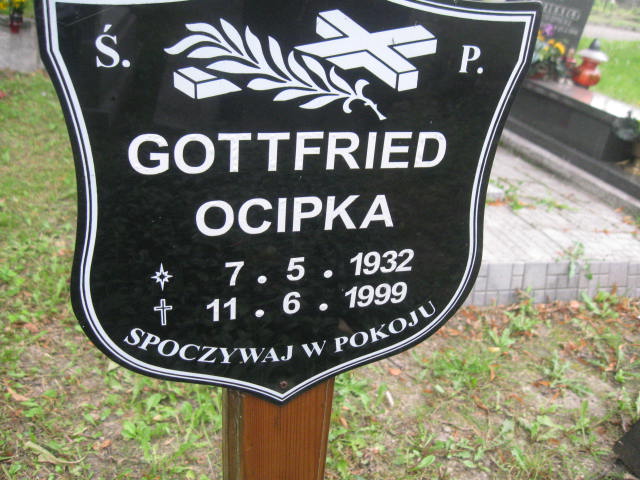 Ś. P.
GOTTFRIED
OCIPKA
7 . 5 . 1932
11 . 6 . 1999
SPOCZYWAJ W POKOJU